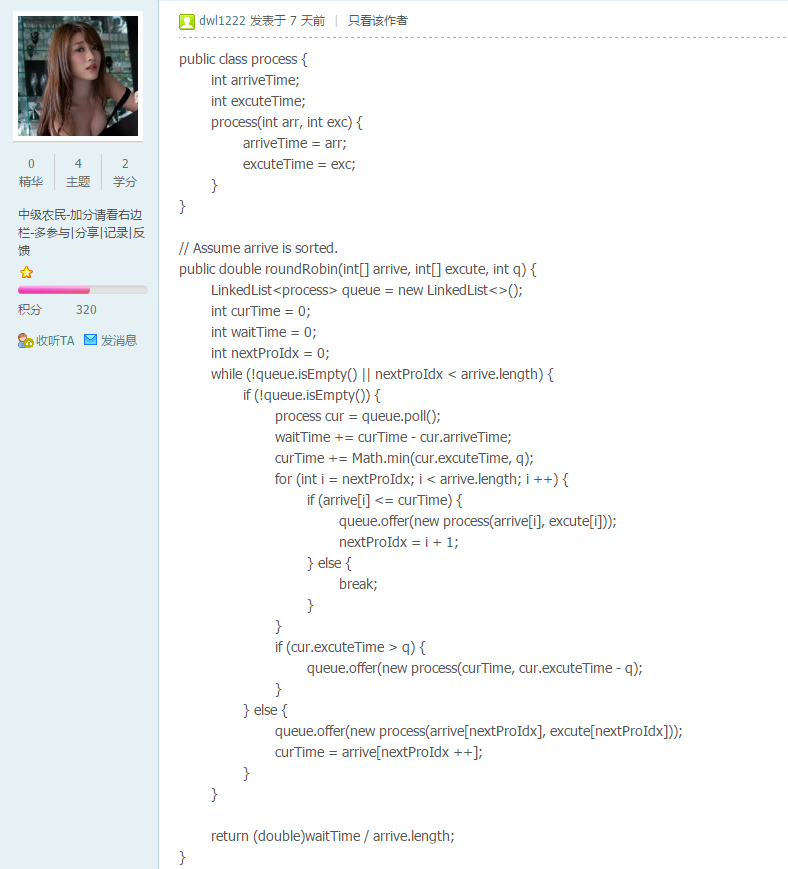 dwl1222 发表于 7 天前 | 只看该作者
0 4 2
精华 主题 学分
中级农民-加分请看右边
栏-多参与|分享|记录|反
馈
积分 320
收听TA 发消息
public class process {
int arriveTime;
int excuteTime;
process(int arr, int exc) {
arriveTime = arr;
excuteTime = exc;
}
}
// Assume arrive is sorted.
public double roundRobin(int[] arrive, int[] excute, int q) {
LinkedList<process> queue = new LinkedList<>();
int curTime = 0;
int waitTime = 0;
int nextProIdx = 0;
while (!queue.isEmpty() || nextProIdx < arrive.length) {
if (!queue.isEmpty()) {
process cur = queue.poll();
waitTime += curTime - cur.arriveTime;
curTime += Math.min(cur.excuteTime, q);
for (int i = nextProIdx; i < arrive.length; i ++) {
if (arrive[i] <= curTime) {
queue.offer(new process(arrive[i], excute[i]));
nextProIdx = i + 1;
} else {
break;
}
}
if (cur.excuteTime > q) {
queue.offer(new process(curTime, cur.excuteTime - q);
}
} else {
queue.offer(new process(arrive[nextProIdx], excute[nextProIdx]));
curTime = arrive[nextProIdx ++];
}
}
return (double)waitTime / arrive.length;
}